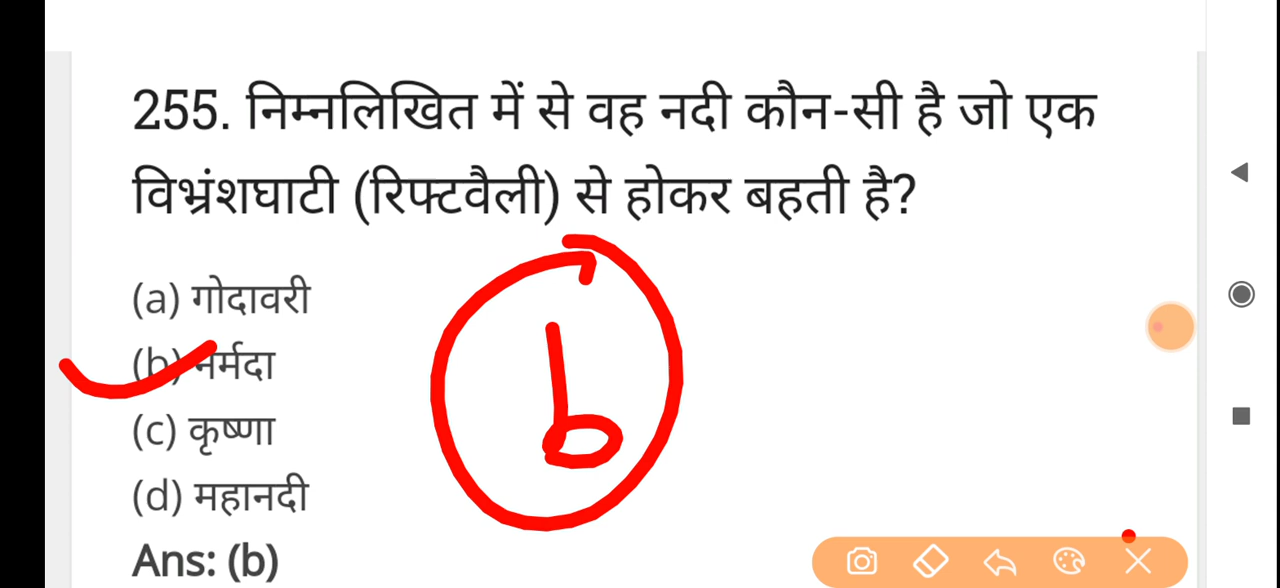 255. निम्नलिखित में से वह नदी कौन-सी है जो एक
विभ्रंशघाटी (रिफ्टवैली) से होकर बहती है?
(a) गोदावरी
(b) नर्मदा
b
(c) कृष्णा
(d) महानदी
Ans: (b)